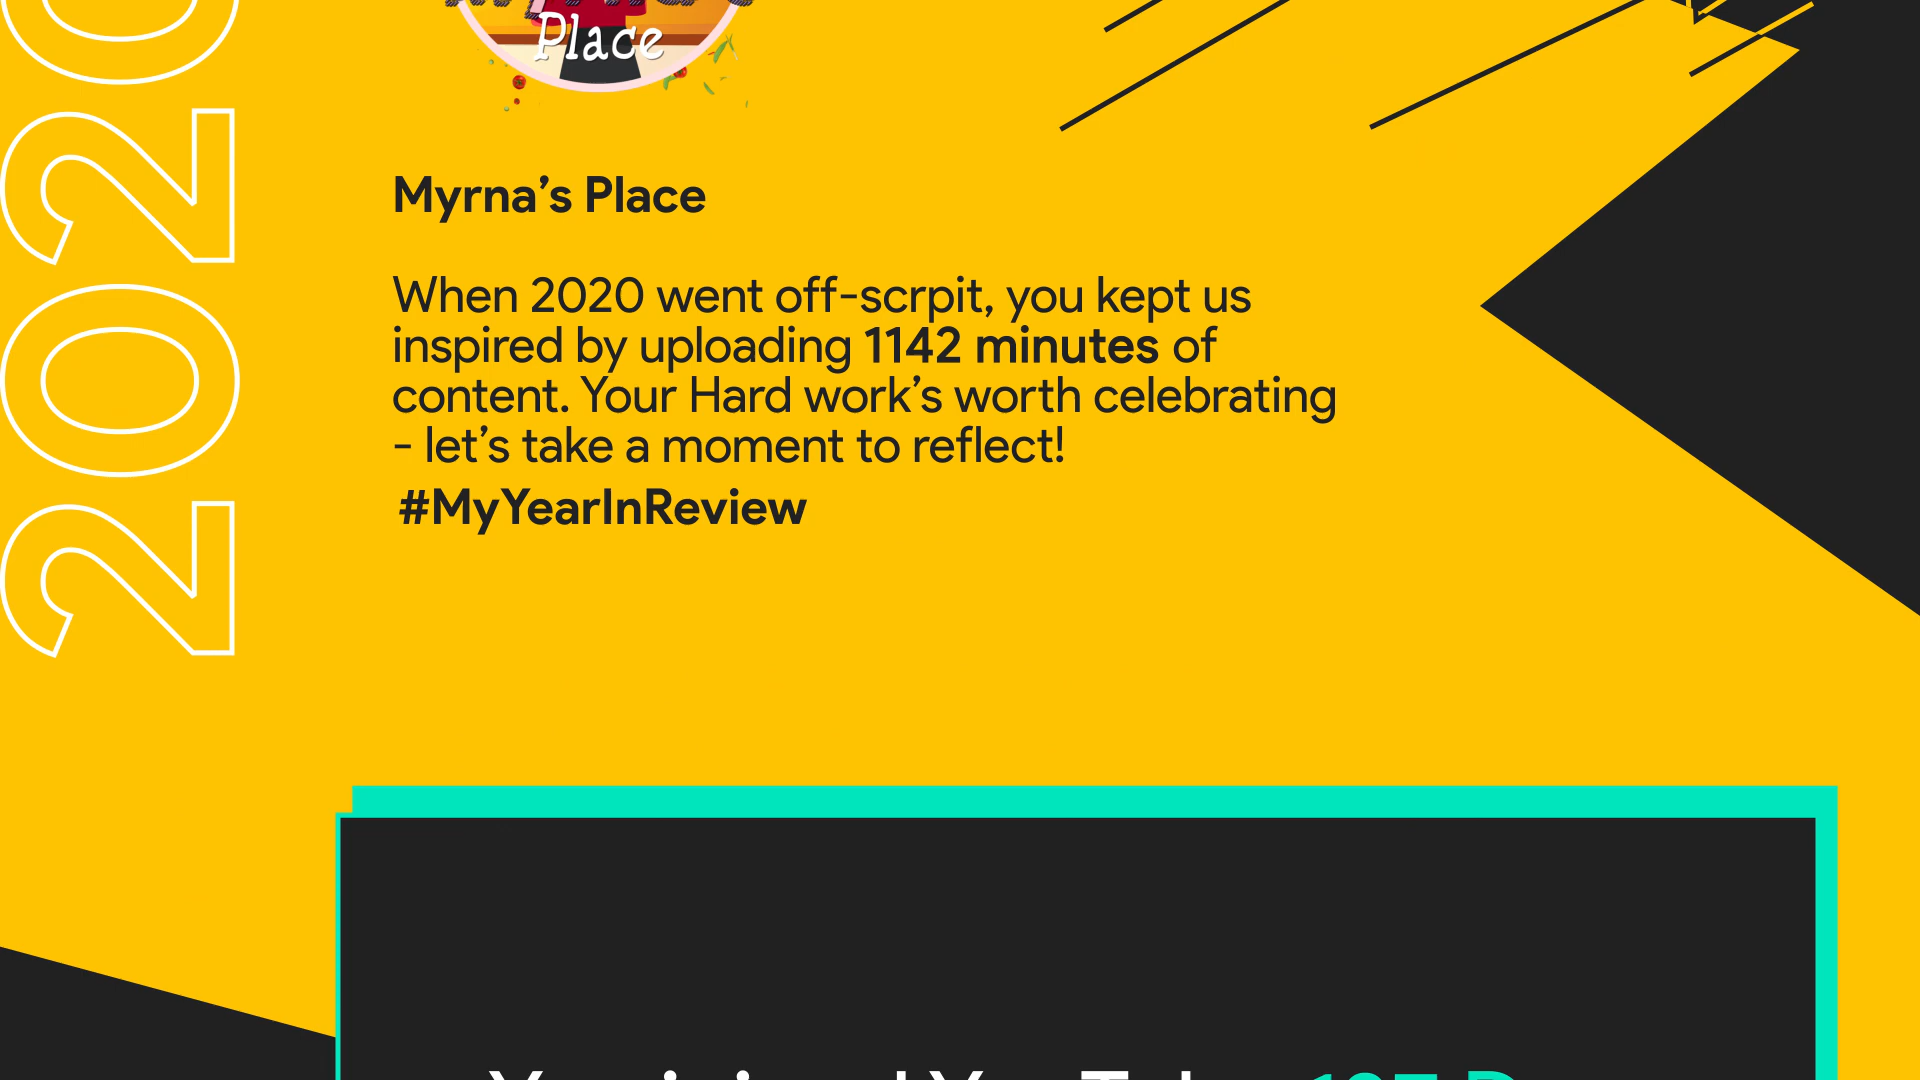 2020
Place
Myrna’s Place
When 2020 went off-scrpit, you kept us
inspired by uploading 1142 minutes of
content. Your Hard work’s worth celebrating
- let’s take a moment to reflect!
#MyYearInReview